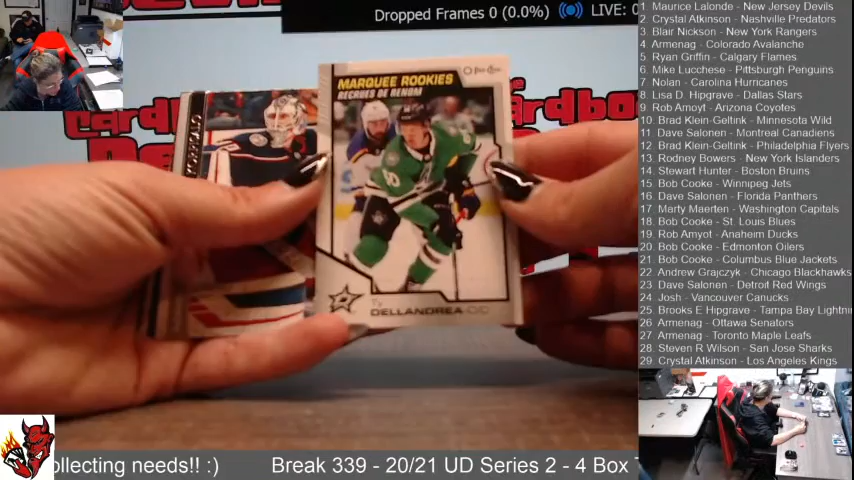 Dropped Frames 0 (0.0%) LIVE:
1 Maurice Lalonde - New Jersey Devils
2 Crystal Atkinson - Nashville Predators
3 Blair Nickson - New York Rangers
4 Armenag - Colorado Avalanche
5 Ryan Griffin - Calgary Flames
6 Mike Lucchese - Pittsburgh Penguins
7 Nolan - Carolina Hurricanes
8 Lisa D. Hipgrave - Dallas Stars
9 Rob Amoyt - Arizona Coyotes
10 Brad Klein-Geltink - Minnesota Wild
11 Dave Salonen - Montreal Canadiens
12 Brad Klein-Geltink - Philadelphia Flyers
13 Rodney Bowers - New York Islanders
14 Stewart Hunter - Boston Bruins
15 Bob Cooke - Winnipeg Jets
16 Dave Salonen - Florida Panthers
17 Marty Maerten - Washington Capitals
18 Bob Cooke - St. Louis Blues
19 Rob Amyot - Anaheim Ducks
20 Bob Cooke - Edmonton Oilers
21 Bob Cooke - Columbus Blue Jackets
22 Andrew Grajczyk - Chicago Blackhawks
23 Dave Salonen - Detroit Red Wings
24 Josh - Vancouver Canucks
25 Brooks E Hipgrave - Tampa Bay Lightni
26 Armenag - Ottawa Senators
27 Armenag - Toronto Maple Leafs
28 Steven R Wilson - San Jose Sharks
29 Crystal Atkinson - Los Angeles Kings
O-Pee-Chee
MARQUEE ROOKIES
RECRUES DE RENOM
Ty
DELLANDREA - C/C
ollecting needs!! :) Break 339 - 20/21 UD Series 2 - 4 Box